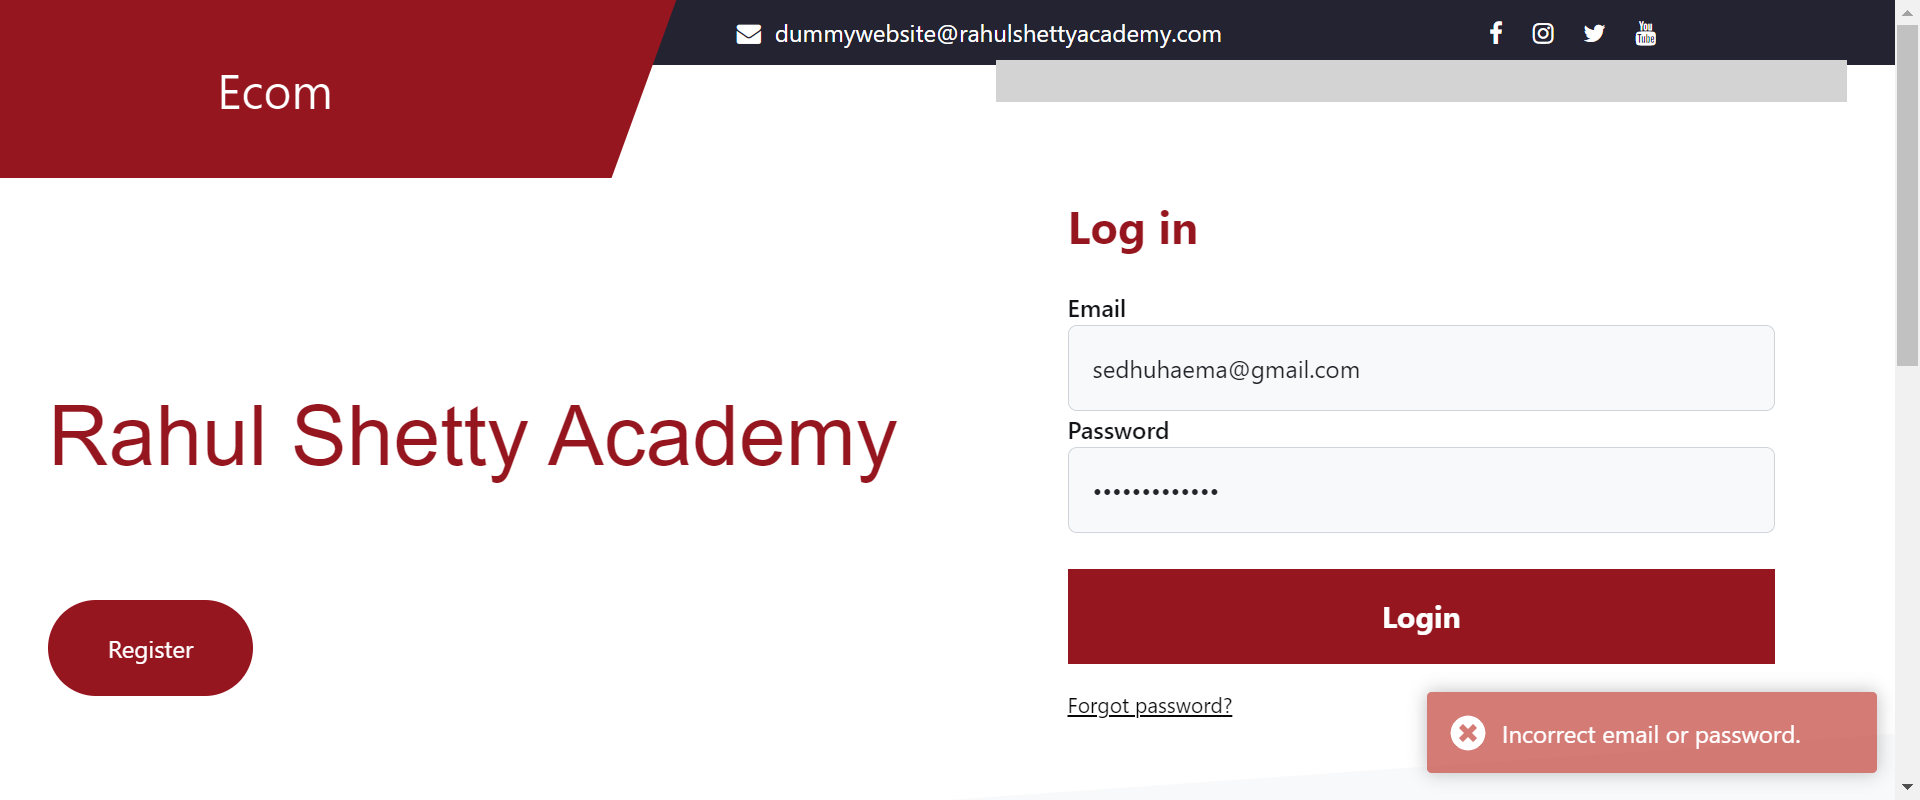 dummywebsite@rahulshettyacademy.com
Ecom
Log in
Email
sedhuhaema@gmail.com
Password
•••••••••••••
Rahul Shetty Academy
Register
Login
Forgot password?
Incorrect email or password.